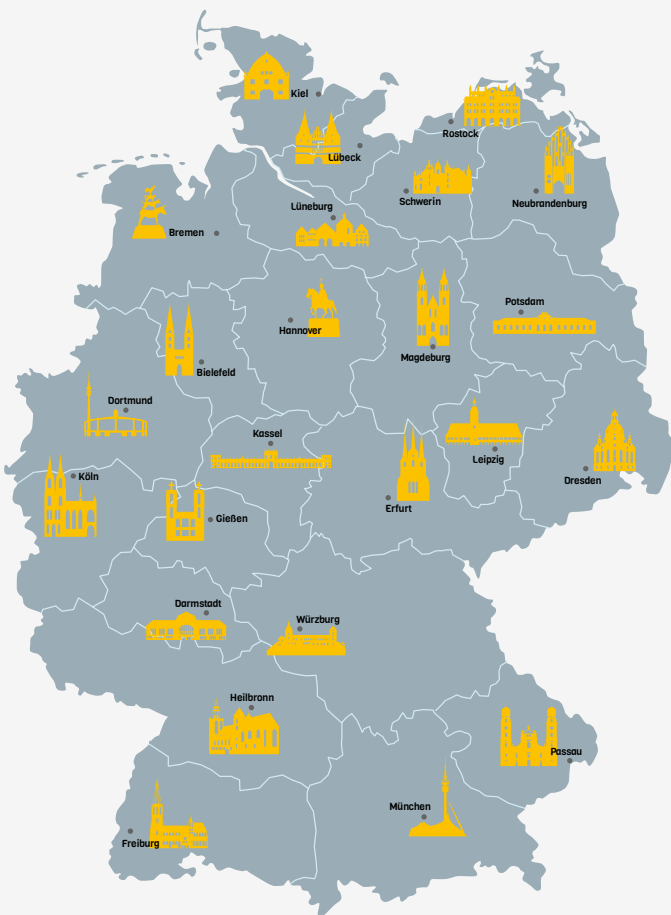 Kiel
Lübeck
Rostock
Schwerin
Neubrandenburg
Lüneburg
Bremen
Potsdam
Hannover
Magdeburg
Bielefeld
Dortmund
Kassel
Leipzig
Köln
Dresden
Erfurt
Gießen
Darmstadt
Würzburg
Heilbronn
Passau
München
Freiburg